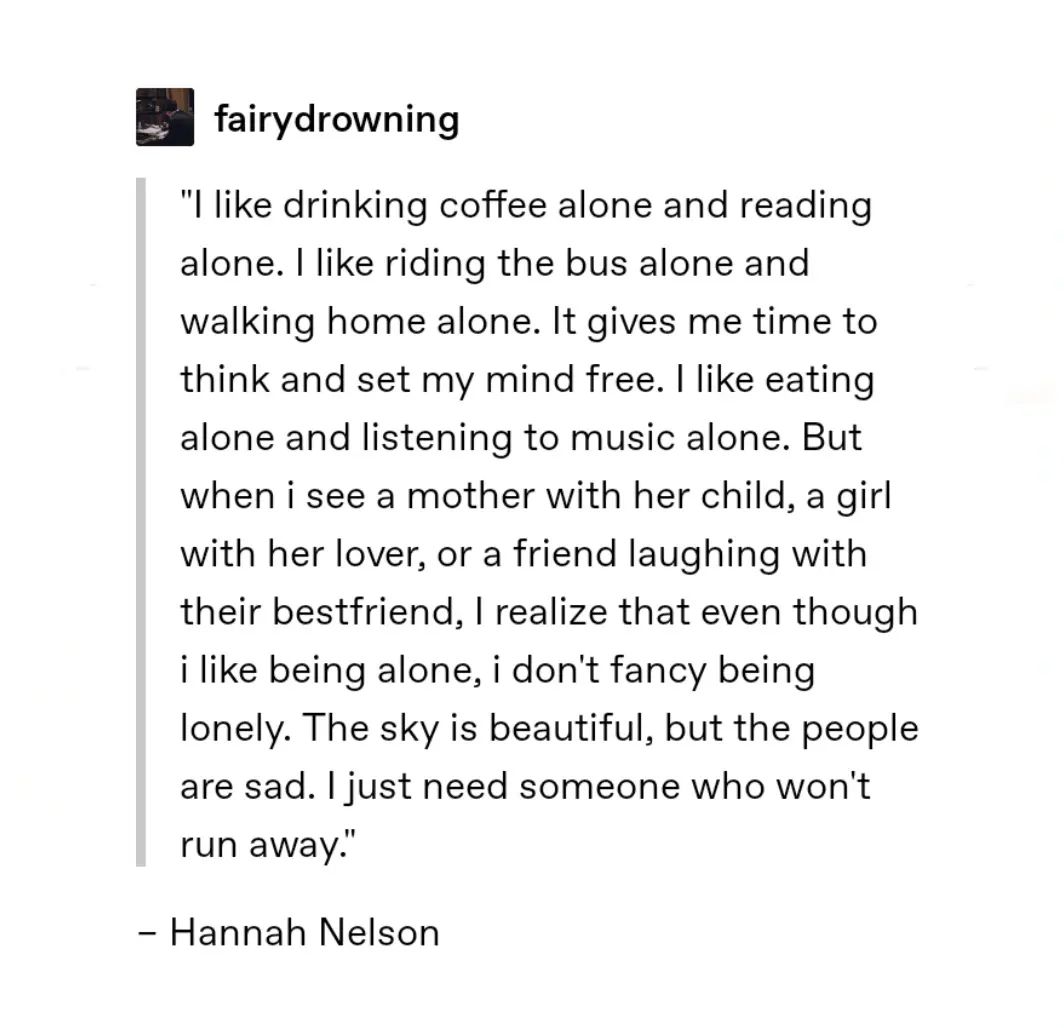 fairydrowning
"I like drinking coffee alone and reading
alone. I like riding the bus alone and
walking home alone. It gives me time to
think and set my mind free. I like eating
alone and listening to music alone. But
when i see a mother with her child, a girl
with her lover, or a friend laughing with
their bestfriend, I realize that even though
i like being alone, i don't fancy being
lonely. The sky is beautiful, but the people
are sad. I just need someone who won't
run away."
– Hannah Nelson